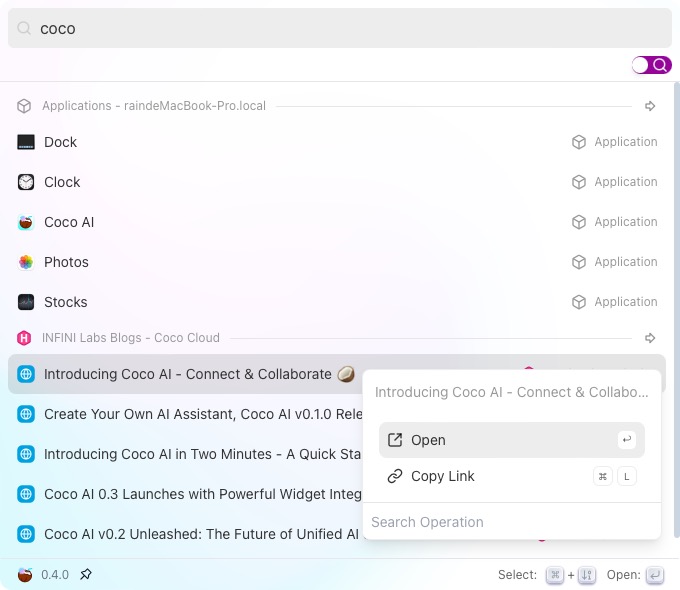 coco
Applications - raindeMacBook-Pro.local
Dock Application
Clock Application
Coco AI Application
Photos Application
Stocks Application
INFINI Labs Blogs - Coco Cloud
Introducing Coco AI - Connect & Collaborate 🥥
Create Your Own AI Assistant, Coco AI v0.1.0
Introducing Coco AI in Two Minutes - A Quick
Coco AI 0.3 Launches with Powerful Widget
Coco AI v0.2 Unleashed: The Future of Unified AI
Introducing Coco AI - Connect & Collabo...
Open ↩
Copy Link ⌘ L
Search Operation
0.4.0 Select: ⌘ + ↓↑ Open: ↩